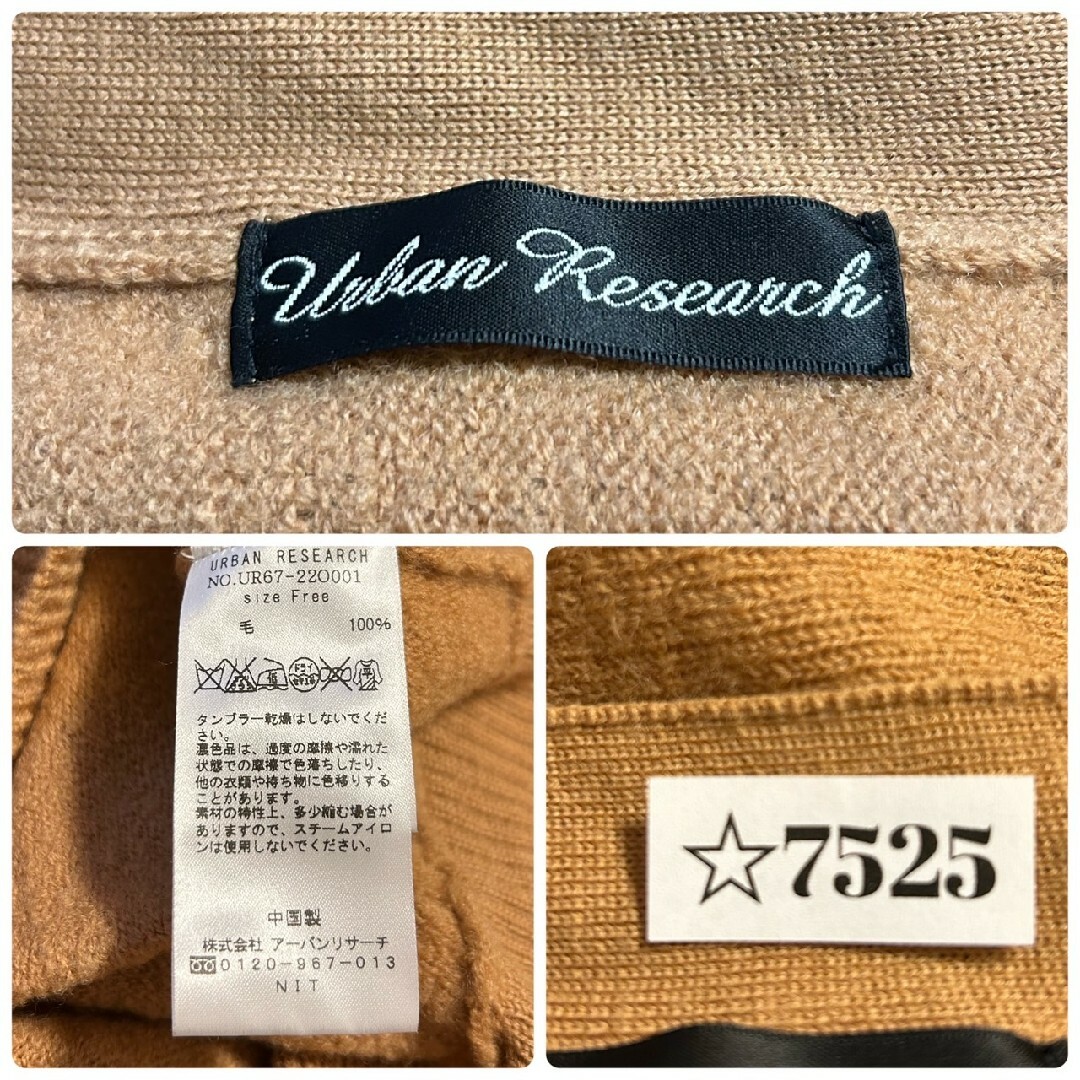 Urban Research
URBAN RESEARCH
NO.UR67-220001
size Free
毛 100%
低 ドライ 平
タンブラー乾燥はしないでくだ
さい。
濃色品は、過度の摩擦や濡れた
状態での摩擦で色落ちしたり、
他の衣類や持ち物に色移りする
ことがあります。
素材の特性上、多少縮む場合が
ありますので、スチームアイロ
ンは使用しないでください。
中国製
株式会社 アーバンリサーチ
0120-967-013
NIT
☆7525